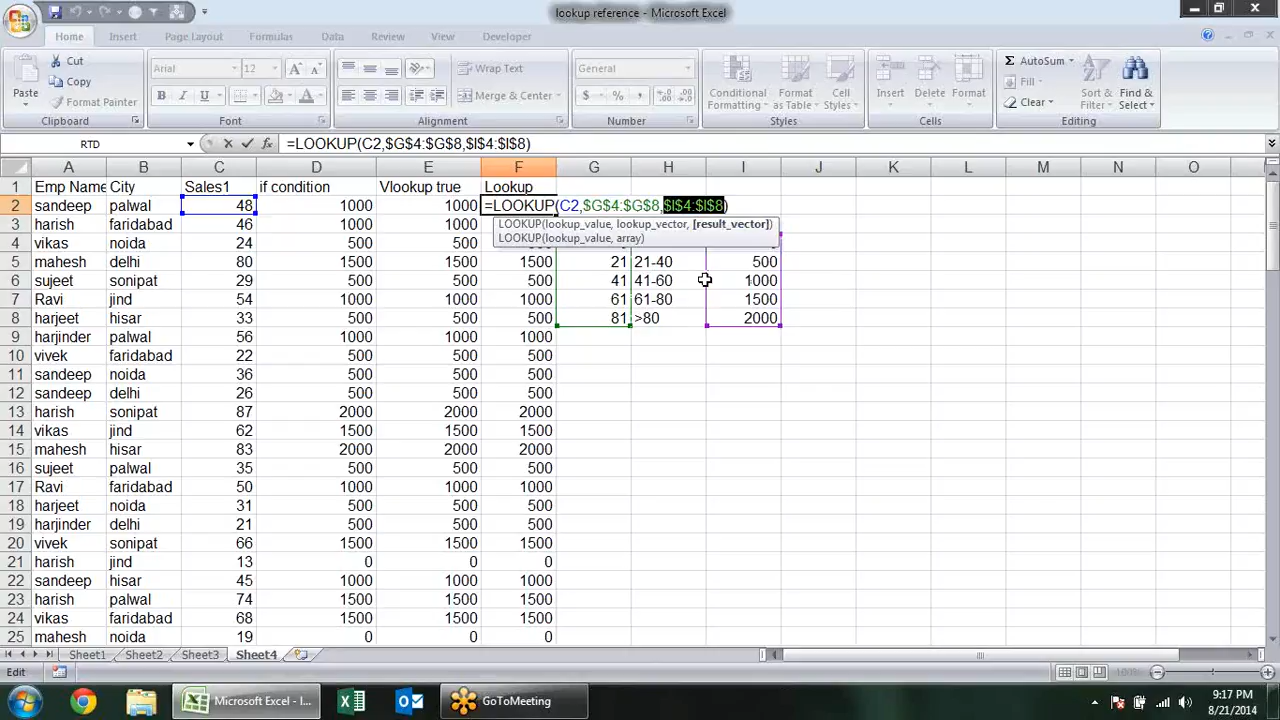 lookup reference - Microsoft Excel
Home Insert Page Layout Formulas Data Review View Developer
Paste Cut Copy Format Painter Clipboard
Arial 12 Font
Wrap Text Merge & Center Alignment
General Number
Conditional Formatting Format as Table Cell Styles Styles
Insert Delete Format Cells
AutoSum Fill Clear Sort & Filter Find & Select Editing
RTD =LOOKUP(C2,$G$4:$G$8,$I$4:$I$8)
A B C D E F G H I J K L M N O
1 Emp Name City Sales1 if condition Vlookup true Lookup
2 sandeep palwal 48 1000 1000 =LOOKUP(C2,$G$4:$G$8,$I$4:$I$8)
3 harish faridabad 46 1000 1000 LOOKUP(lookup_value, lookup_vector, [result_vector])
4 vikas noida 24 500 500 LOOKUP(lookup_value, array)
5 mahesh delhi 80 1500 1500 1500 21 21-40 500
6 sujeet sonipat 29 500 500 500 41 41-60 1000
7 Ravi jind 54 1000 1000 1000 61 61-80 1500
8 harjeet hisar 33 500 500 500 81 >80 2000
9 harjinder palwal 56 1000 1000 1000
10 vivek faridabad 22 500 500 500
11 sandeep noida 36 500 500 500
12 sandeep delhi 26 500 500 500
13 harish sonipat 87 2000 2000 2000
14 vikas jind 62 1500 1500 1500
15 mahesh hisar 83 2000 2000 2000
16 sujeet palwal 35 500 500 500
17 Ravi faridabad 50 1000 1000 1000
18 harjeet noida 31 500 500 500
19 harjinder delhi 21 500 500 500
20 vivek sonipat 66 1500 1500 1500
21 harish jind 13 0 0 0
22 sandeep hisar 45 1000 1000 1000
23 harish palwal 74 1500 1500 1500
24 vikas faridabad 68 1500 1500 1500
25 mahesh noida 19 0 0 0
Sheet1 Sheet2 Sheet3 Sheet4
Edit 100%
Microsoft Excel - l... GoToMeeting
9:17 PM
8/21/2014